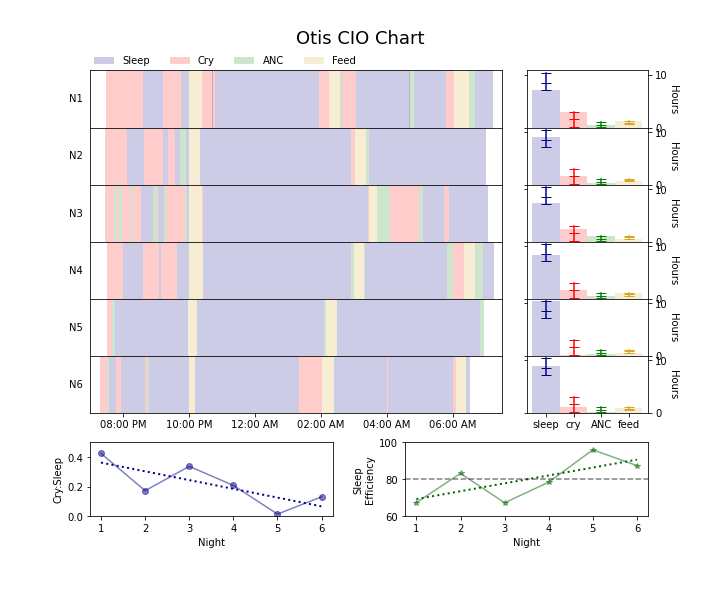 Otis CIO Chart
Sleep Cry ANC Feed
N1
N2
N3
N4
N5
N6
08:00 PM 10:00 PM 12:00 AM 02:00 AM 04:00 AM 06:00 AM
10
0
Hours
10
0
Hours
10
0
Hours
10
0
Hours
10
0
Hours
10
0
Hours
sleep cry ANC feed
Cry:Sleep
0.4
0.2
0.0
1 2 3 4 5 6
Night
Sleep
Efficiency
100
80
60
1 2 3 4 5 6
Night